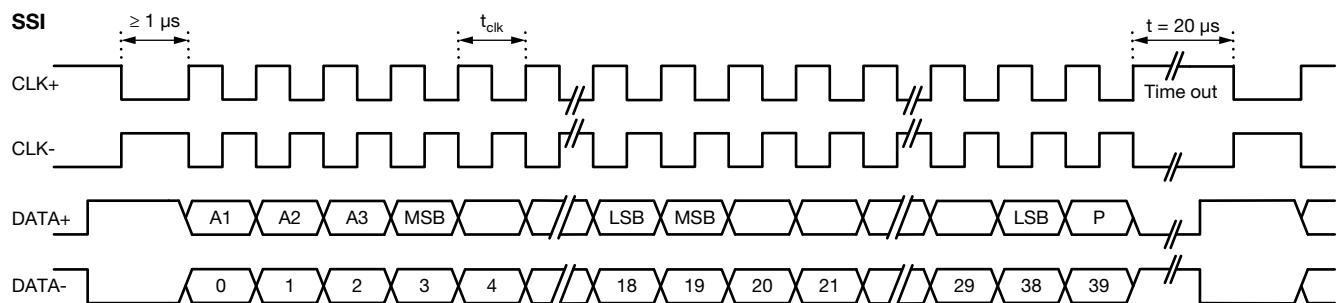 SSI
≥ 1 µs
t_clk
t = 20 µs
CLK+
Time out
CLK-
DATA+ A1 A2 A3 MSB LSB MSB LSB P
DATA- 0 1 2 3 4 18 19 20 21 29 38 39